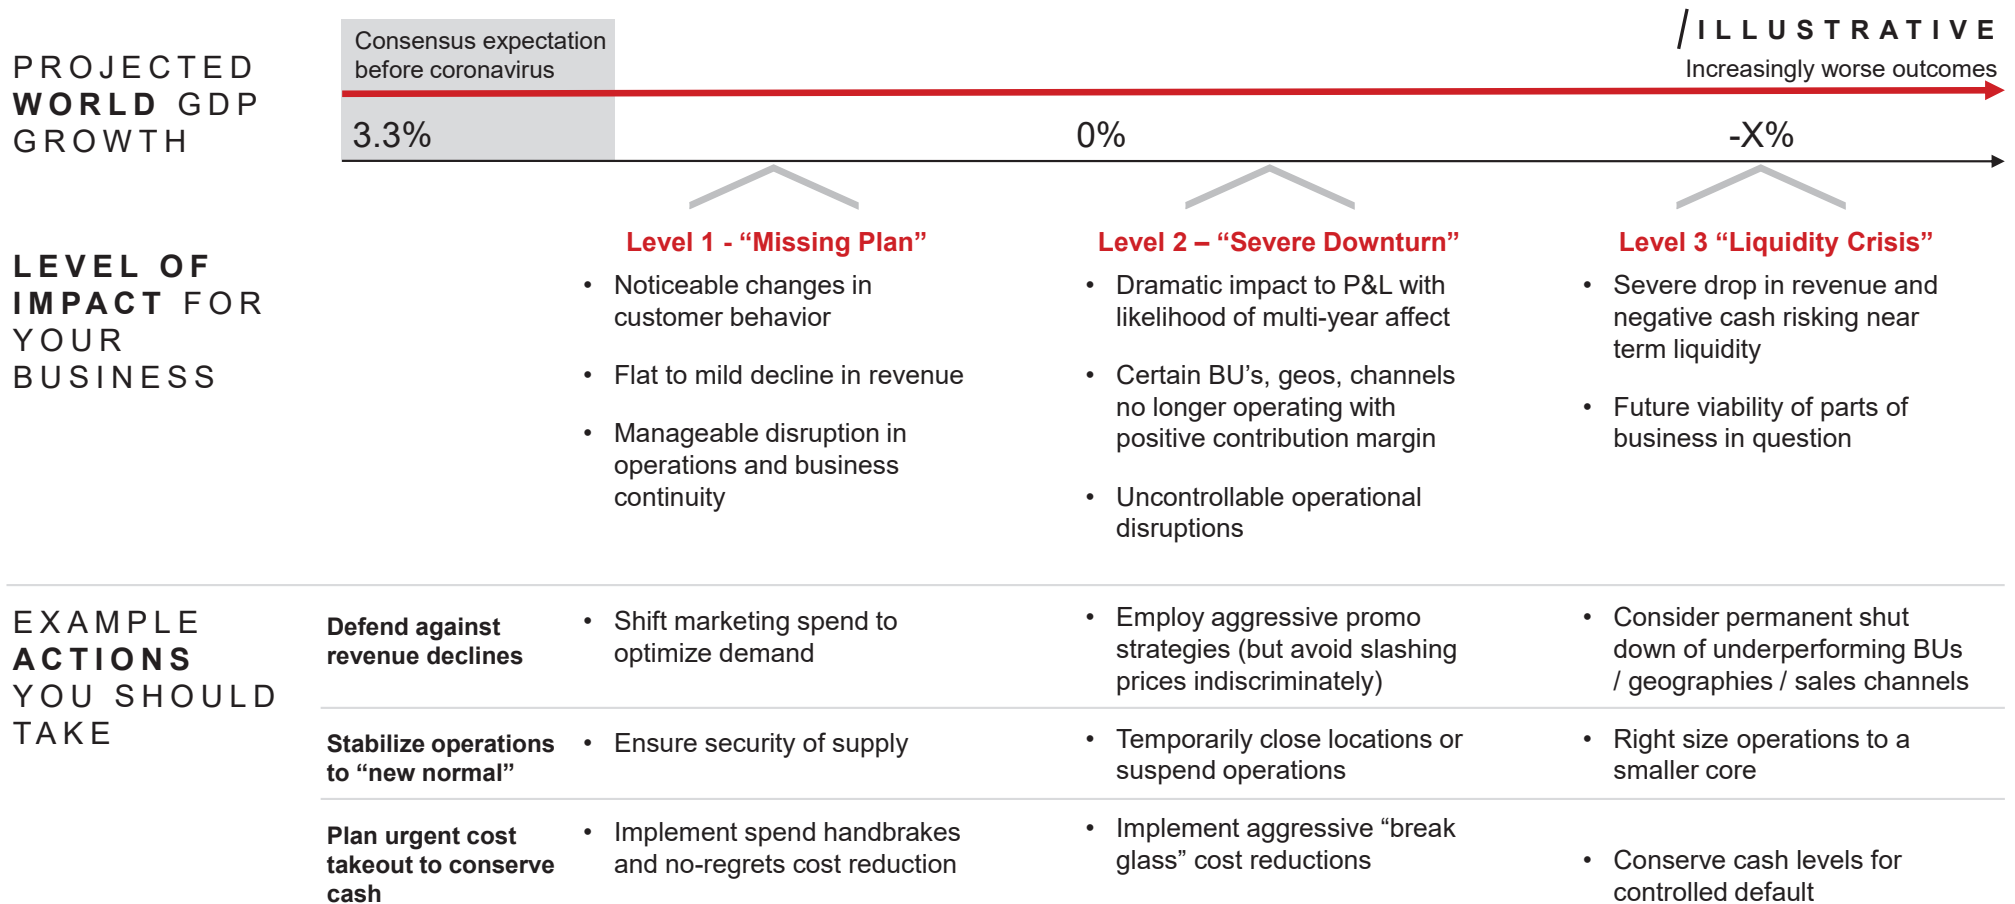 PROJECTED
WORLD GDP
GROWTH
Consensus expectation
before coronavirus
/ILLUSTRATIVE
Increasingly worse outcomes
3.3%
0%
-X%
LEVEL OF
IMPACT FOR
YOUR
BUSINESS
Level 1 - “Missing Plan”
• Noticeable changes in
customer behavior
• Flat to mild decline in revenue
• Manageable disruption in
operations and business
continuity
Level 2 – “Severe Downturn”
• Dramatic impact to P&L with
likelihood of multi-year affect
• Certain BU’s, geos, channels
no longer operating with
positive contribution margin
• Uncontrollable operational
disruptions
Level 3 “Liquidity Crisis”
• Severe drop in revenue and
negative cash risking near
term liquidity
• Future viability of parts of
business in question
EXAMPLE
ACTIONS
YOU SHOULD
TAKE
Defend against
revenue declines
• Shift marketing spend to
optimize demand
• Employ aggressive promo
strategies (but avoid slashing
prices indiscriminately)
• Consider permanent shut
down of underperforming BUs
/ geographies / sales channels
Stabilize operations
to “new normal”
• Ensure security of supply
• Temporarily close locations or
suspend operations
• Right size operations to a
smaller core
Plan urgent cost
takeout to conserve
cash
• Implement spend handbrakes
and no-regrets cost reduction
• Implement aggressive “break
glass” cost reductions
• Conserve cash levels for
controlled default